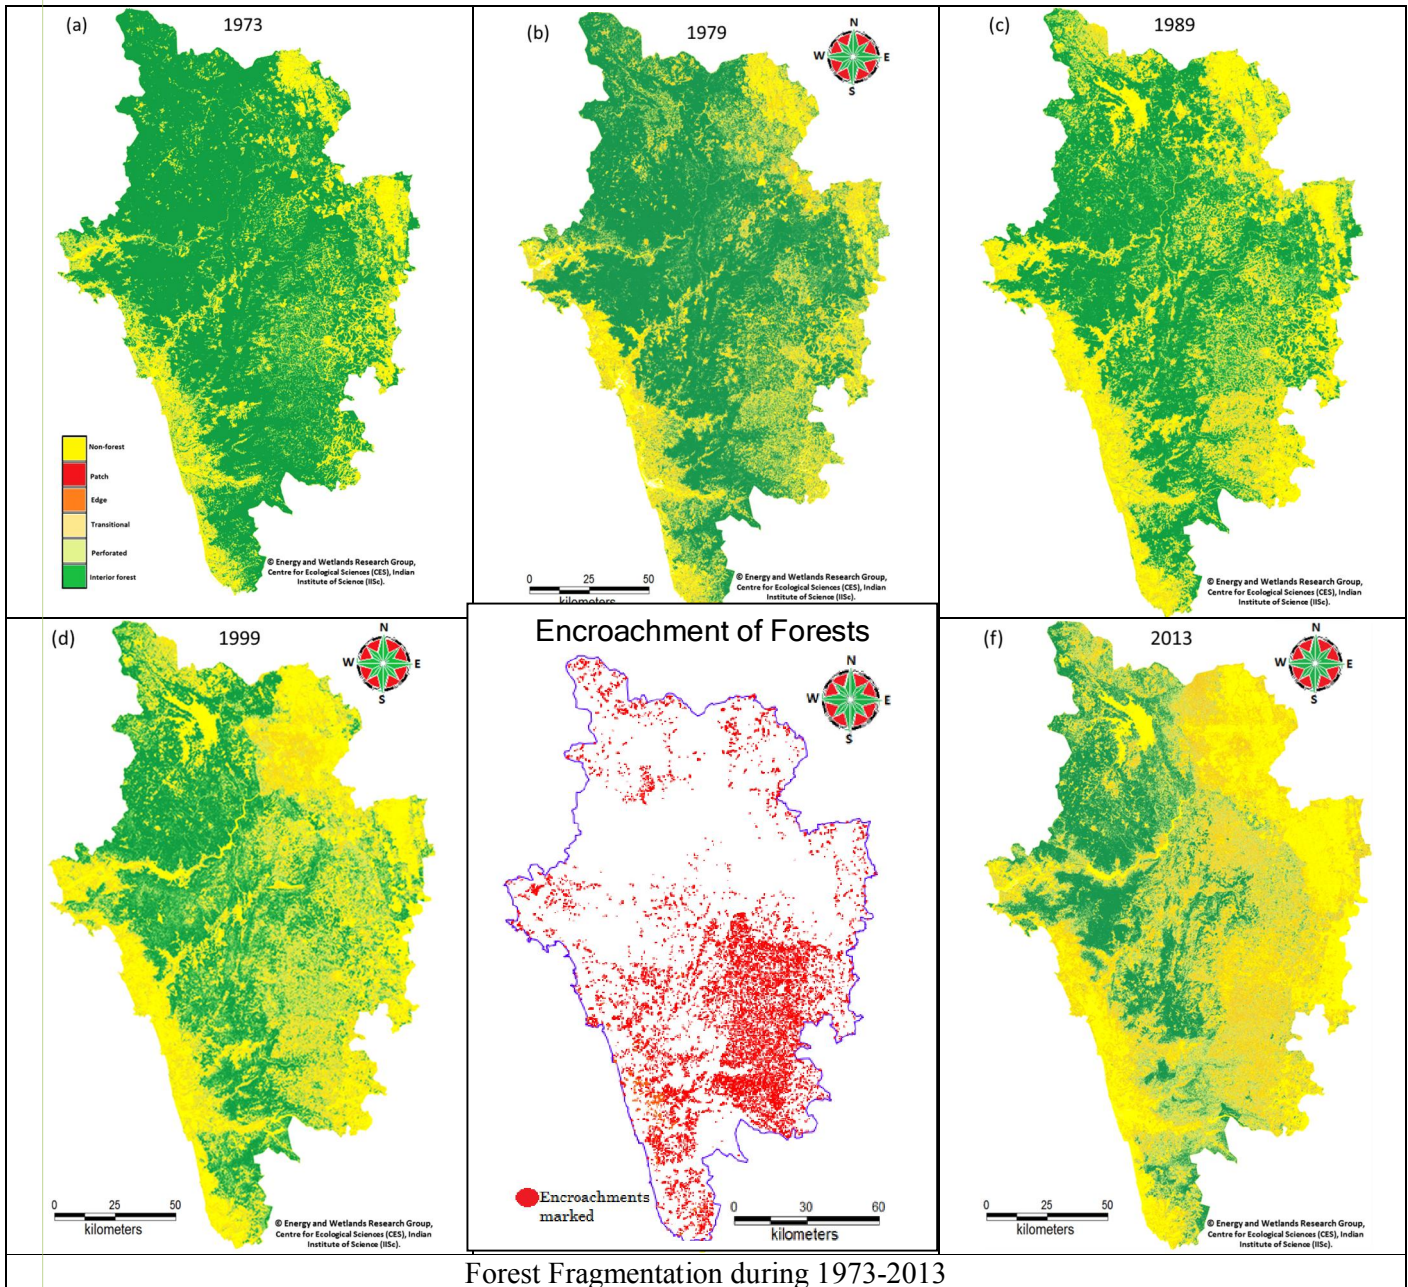 (a)
1973
Non-forest
Patch
Edge
Transitional
Perforated
Interior forest
© Energy and Wetlands Research Group,
Centre for Ecological Sciences (CES), Indian
Institute of Science (IISc).
(b)
1979
N
W
E
S
0 25 50
kilometers
© Energy and Wetlands Research Group,
Centre for Ecological Sciences (CES), Indian
Institute of Science (IISc).
(c)
1989
© Energy and Wetlands Research Group,
Centre for Ecological Sciences (CES), Indian
Institute of Science (IISc).
(d)
1999
N
W
E
S
0 25 50
kilometers
© Energy and Wetlands Research Group,
Centre for Ecological Sciences (CES), Indian
Institute of Science (IISc).
Encroachment of Forests
N
W
E
S
Encroachments
marked
0 30 60
kilometers
(f)
2013
N
W
E
S
0 25 50
kilometers
© Energy and Wetlands Research Group,
Centre for Ecological Sciences (CES), Indian
Institute of Science (IISc).
Forest Fragmentation during 1973-2013